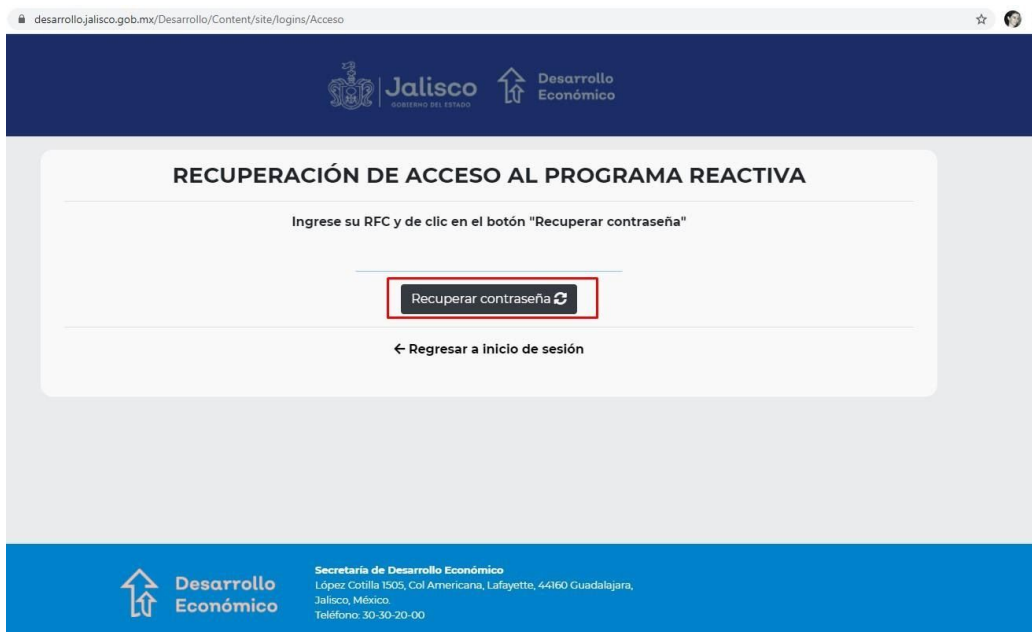 desarrollo.jalisco.gob.mx/Desarrollo/Content/site/logins/Acceso
Jalisco
GOBIERNO DEL ESTADO
Desarrollo
Económico
RECUPERACIÓN DE ACCESO AL PROGRAMA REACTIVA
Ingrese su RFC y de clic en el botón "Recuperar contraseña"
Recuperar contraseña
← Regresar a inicio de sesión
Desarrollo
Económico
Secretaría de Desarrollo Económico
López Cotilla 1505, Col Americana, Lafayette, 44160 Guadalajara,
Jalisco, México.
Teléfono: 30-30-20-00